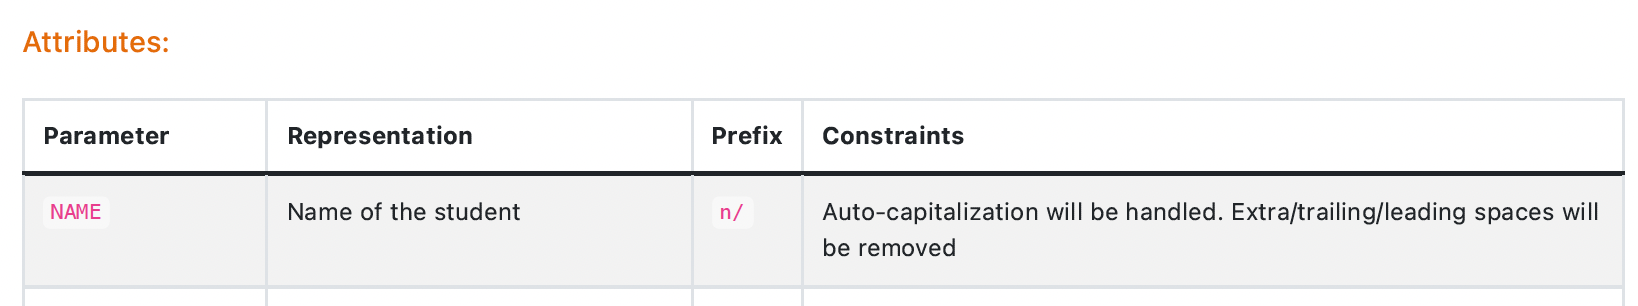 Attributes:
Parameter Representation Prefix Constraints
NAME Name of the student n/ Auto-capitalization will be handled. Extra/trailing/leading spaces will
be removed